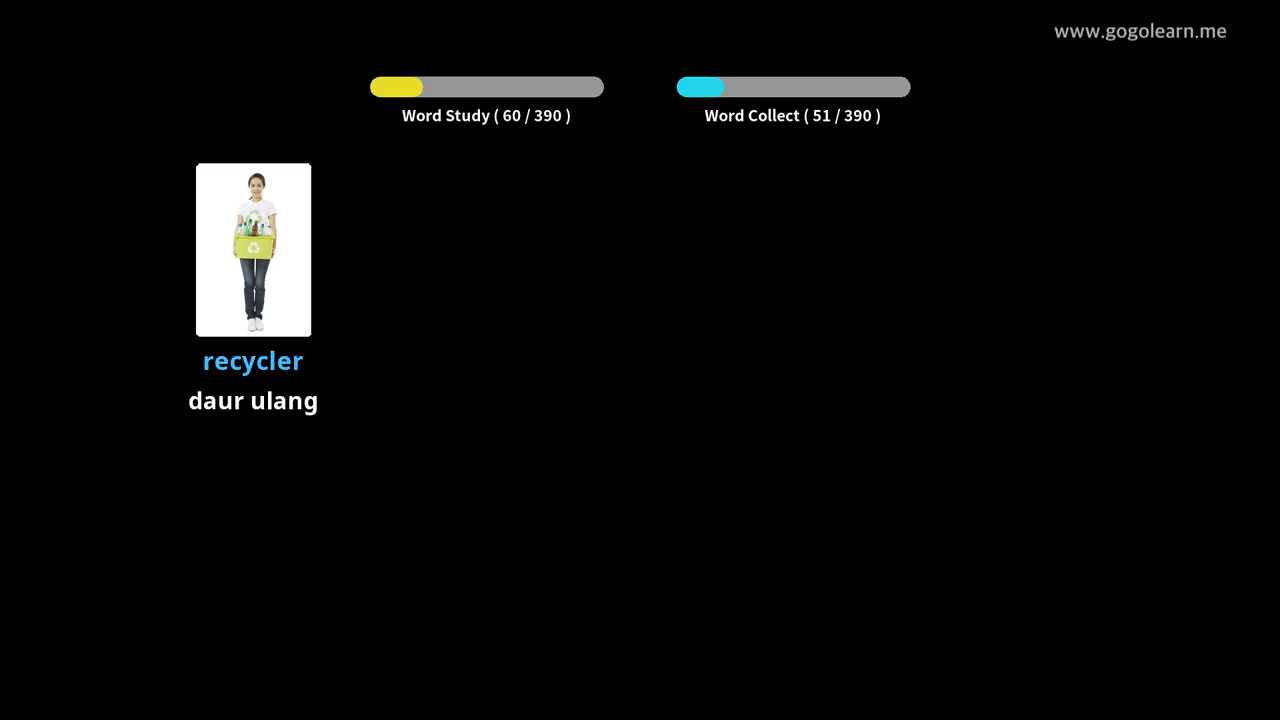 www.gogolearn.me
Word Study ( 60 / 390 )
Word Collect ( 51 / 390 )
recycler
daur ulang